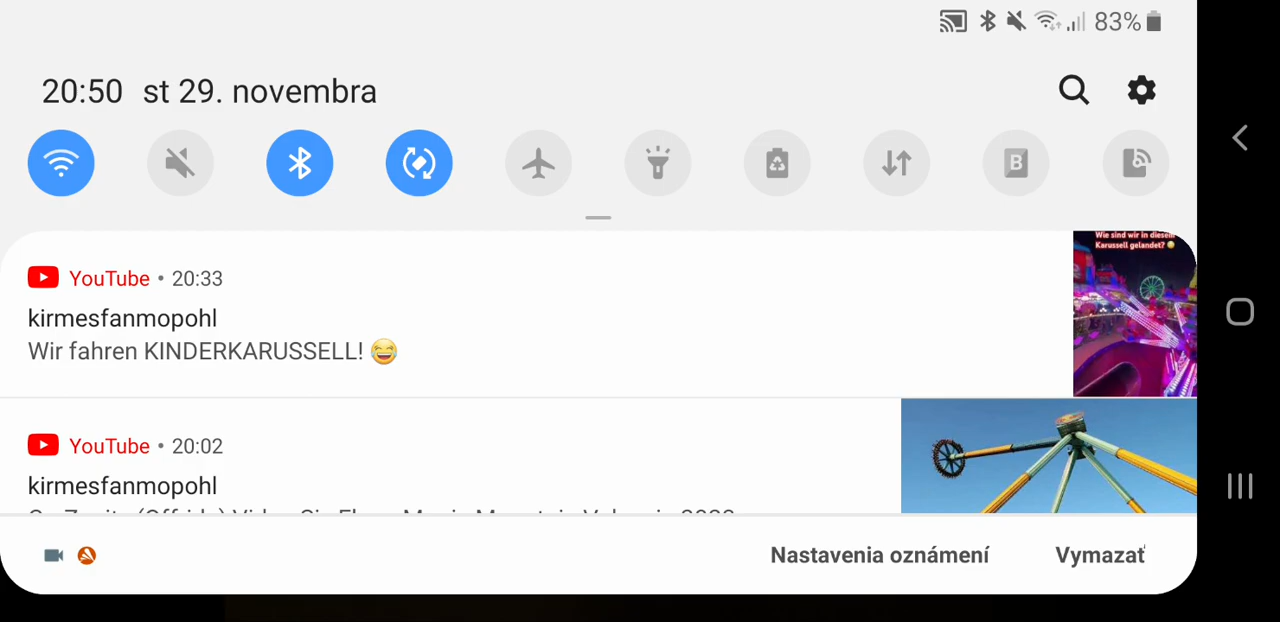 83%
20:50 st 29. novembra
B
YouTube • 20:33
Wie sind wir in diesem
Karussell gelandet? 😅
kirmesfanmopohl
Wir fahren KINDERKARUSSELL! 😂
YouTube • 20:02
kirmesfanmopohl
Nastavenia oznámení Vymazať